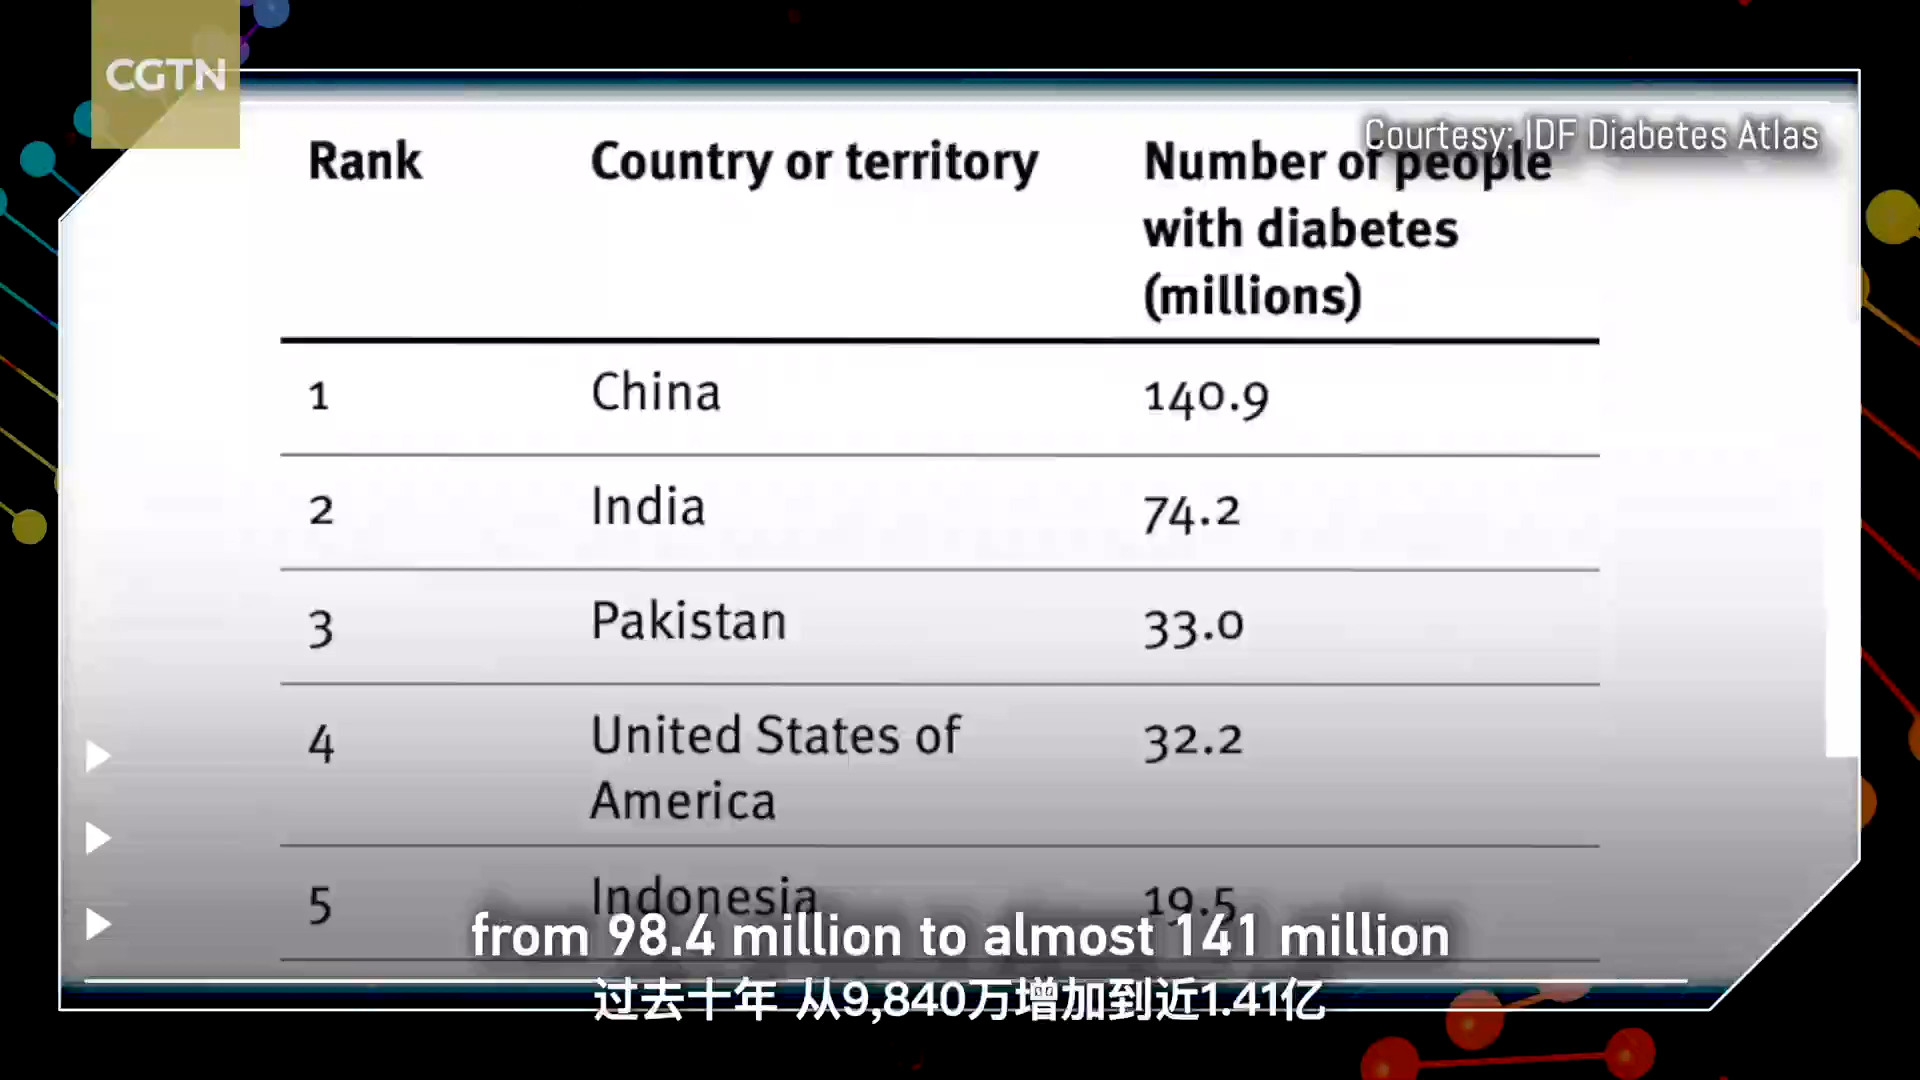 CGTN
Courtesy: IDF Diabetes Atlas
Rank Country or territory Number of people
with diabetes
(millions)
1 China 140.9
2 India 74.2
3 Pakistan 33.0
4 United States of 32.2
America
5 Indonesia 19.5
from 98.4 million to almost 141 million
过去十年 从9,840万增加到近1.41亿